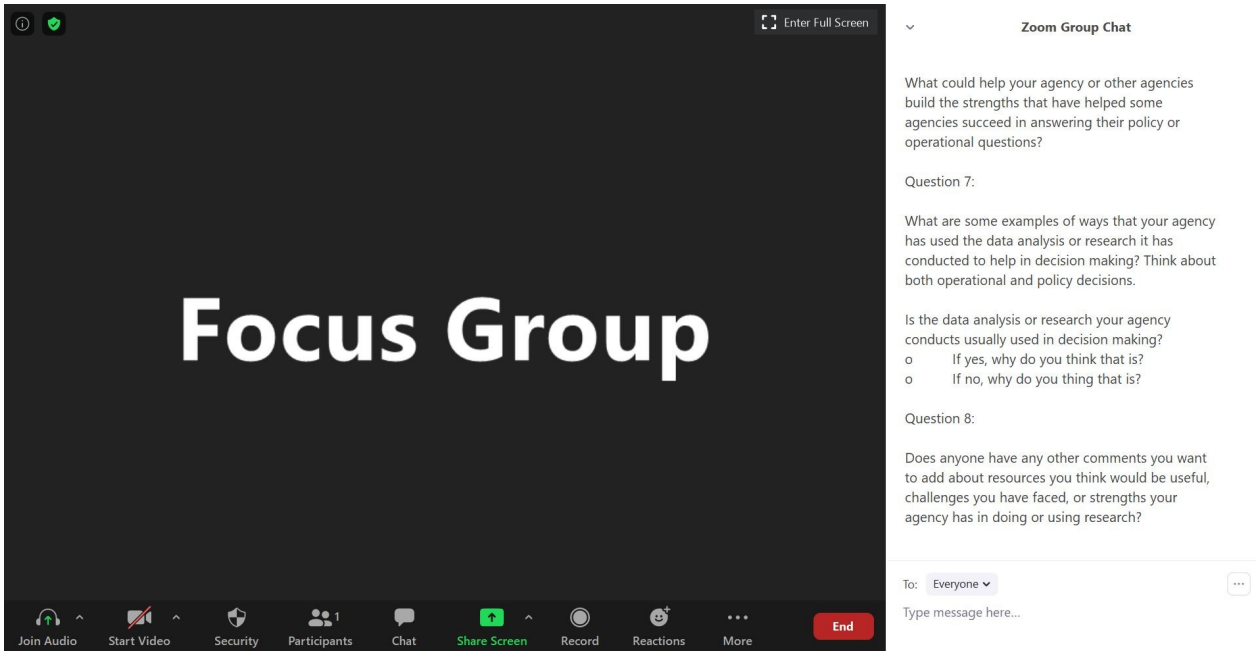 Enter Full Screen
Focus Group
Join Audio
Start Video
Security
1
Participants
Chat
Share Screen
Record
Reactions
More
End
Zoom Group Chat
What could help your agency or other agencies
build the strengths that have helped some
agencies succeed in answering their policy or
operational questions?
Question 7:
What are some examples of ways that your agency
has used the data analysis or research it has
conducted to help in decision making? Think about
both operational and policy decisions.
Is the data analysis or research your agency
conducts usually used in decision making?
o If yes, why do you think that is?
o If no, why do you thing that is?
Question 8:
Does anyone have any other comments you want
to add about resources you think would be useful,
challenges you have faced, or strengths your
agency has in doing or using research?
To: Everyone
Type message here...